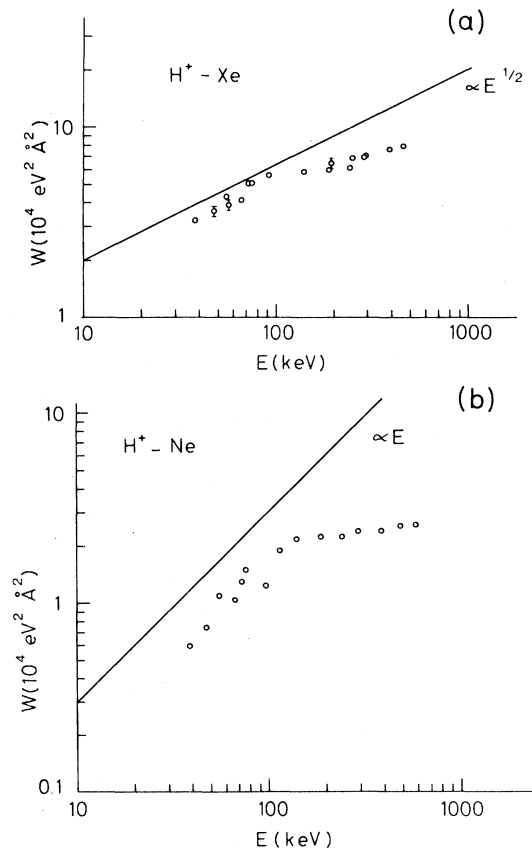 (a)
H⁺ – Xe
∝ E^1/2
10
1
W(10⁴ eV² Å²)
10
100
1000
E (keV)
(b)
H⁺ – Ne
∝ E
10
1
0.1
W(10⁴ eV² Å²)
10
100
1000
E (keV)